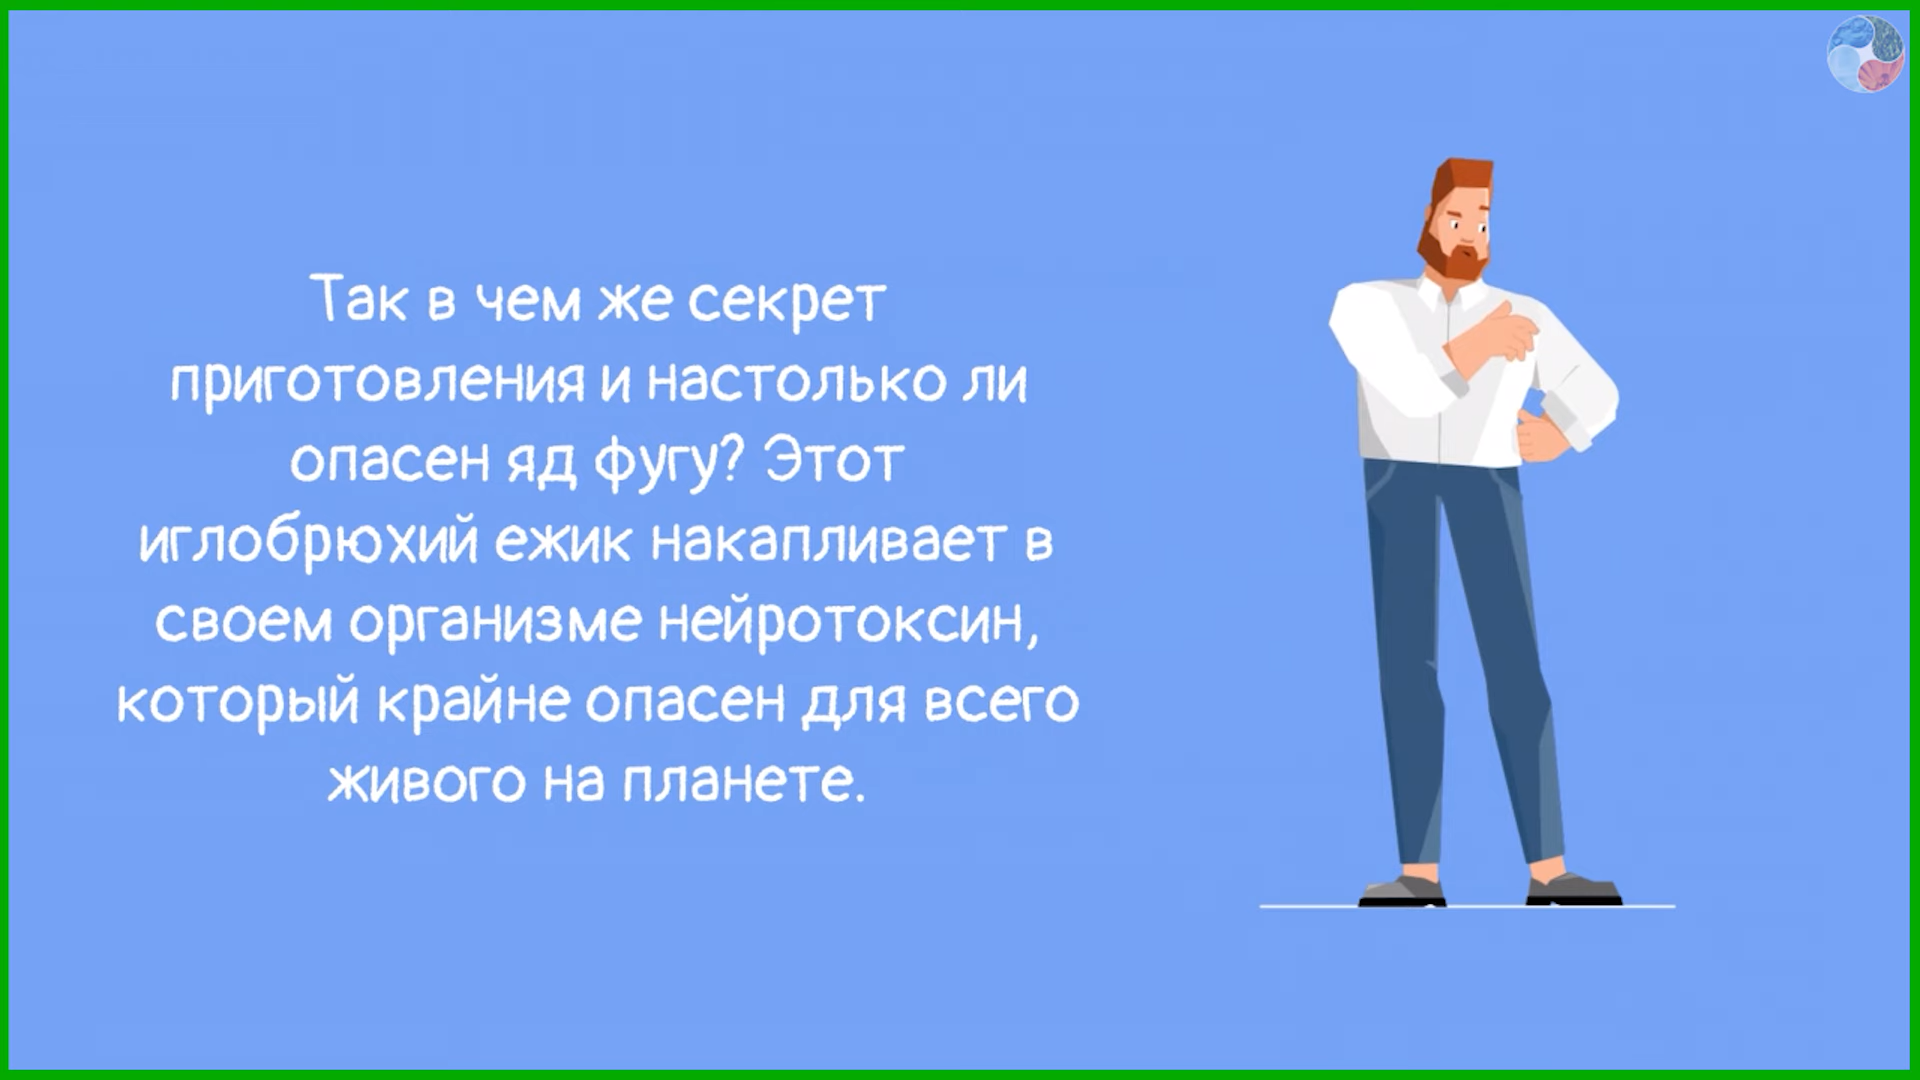 Так в чем же секрет
приготовления и настолько ли
опасен яд фугу? Этот
иглобрюхий ежик накапливает в
своем организме нейротоксин,
который крайне опасен для всего
живого на планете.